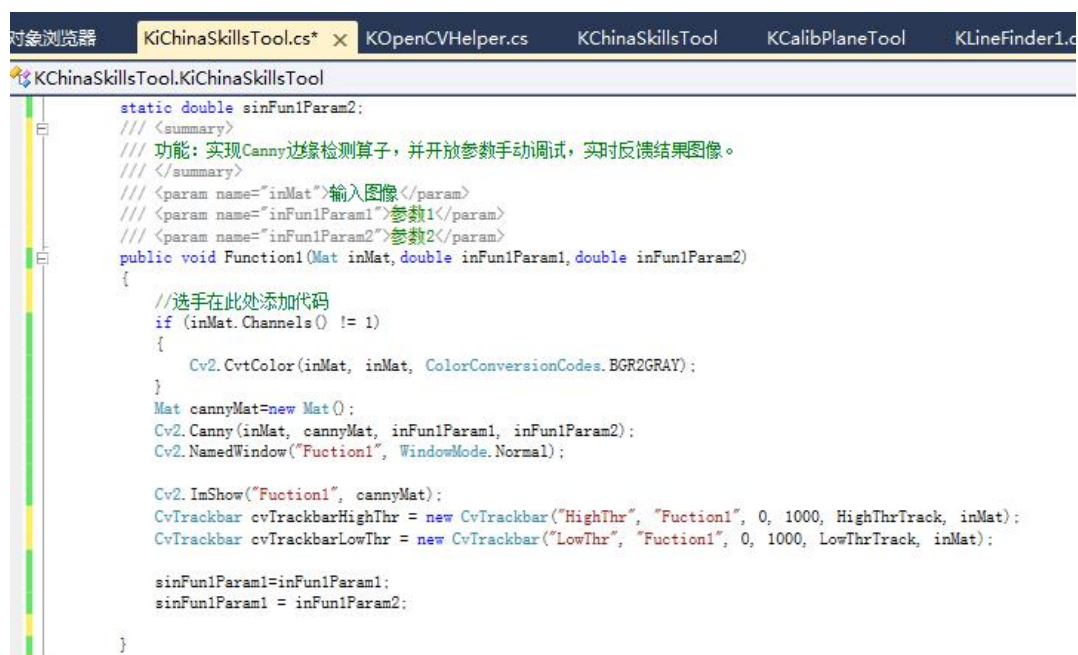 对象浏览器 KiChinaSkillsTool.cs* × KOpenCVHelper.cs KChinaSkillsTool KCalibPlaneTool KLineFinder1.c
KChinaSkillsTool.KiChinaSkillsTool
static double sinFun1Param2;
/// <summary>
/// 功能：实现Canny边缘检测算子，并开放参数手动调试，实时反馈结果图像。
/// </summary>
/// <param name="inMat">输入图像</param>
/// <param name="inFun1Param1">参数1</param>
/// <param name="inFun1Param2">参数2</param>
public void Function1(Mat inMat,double inFun1Param1,double inFun1Param2)
{
//选手在此处添加代码
if (inMat.Channels() != 1)
{
Cv2.CvtColor(inMat, inMat, ColorConversionCodes.BGR2GRAY);
}
Mat cannyMat=new Mat();
Cv2.Canny(inMat, cannyMat, inFun1Param1, inFun1Param2);
Cv2.NamedWindow("Fuction1", WindowMode.Normal);
Cv2.ImShow("Fuction1", cannyMat);
CvTrackbar cvTrackbarHighThr = new CvTrackbar("HighThr", "Fuction1", 0, 1000, HighThrTrack, inMat);
CvTrackbar cvTrackbarLowThr = new CvTrackbar("LowThr", "Fuction1", 0, 1000, LowThrTrack, inMat);
sinFun1Param1=inFun1Param1;
sinFun1Param1 = inFun1Param2;
}